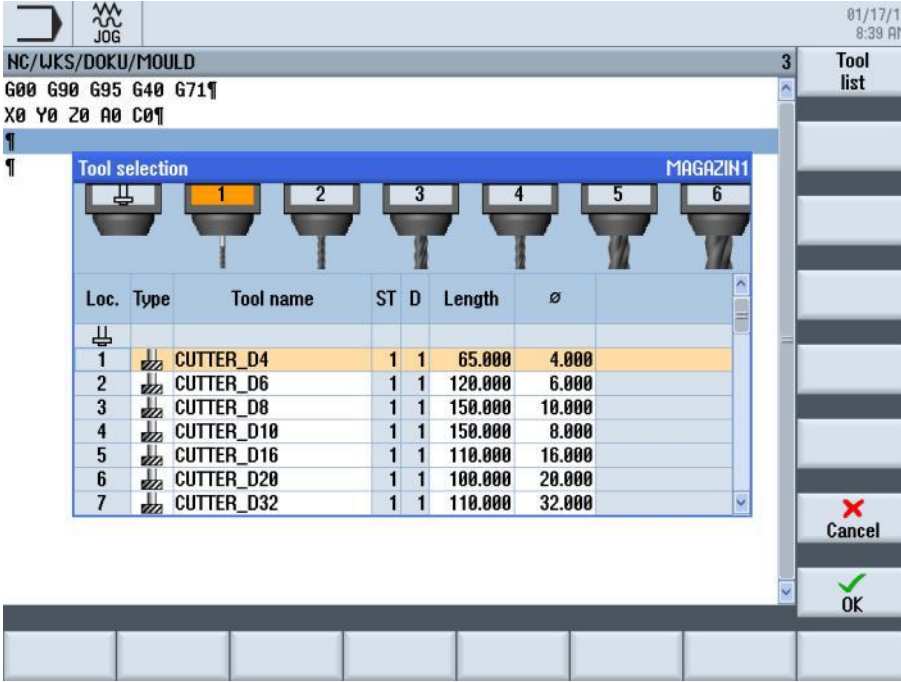 01/17/1
JOG
8:39 AM
NC/WKS/DOKU/MOULD 3
Tool
list
G00 G90 G95 G40 G71¶
X0 Y0 Z0 A0 C0¶
¶
¶
Tool selection MAGAZIN1
1 2 3 4 5 6
Loc. Type Tool name ST D Length ø
1 CUTTER_D4 1 1 65.000 4.000
2 CUTTER_D6 1 1 120.000 6.000
3 CUTTER_D8 1 1 150.000 10.000
4 CUTTER_D10 1 1 150.000 8.000
5 CUTTER_D16 1 1 110.000 16.000
6 CUTTER_D20 1 1 100.000 20.000
7 CUTTER_D32 1 1 110.000 32.000
Cancel
OK